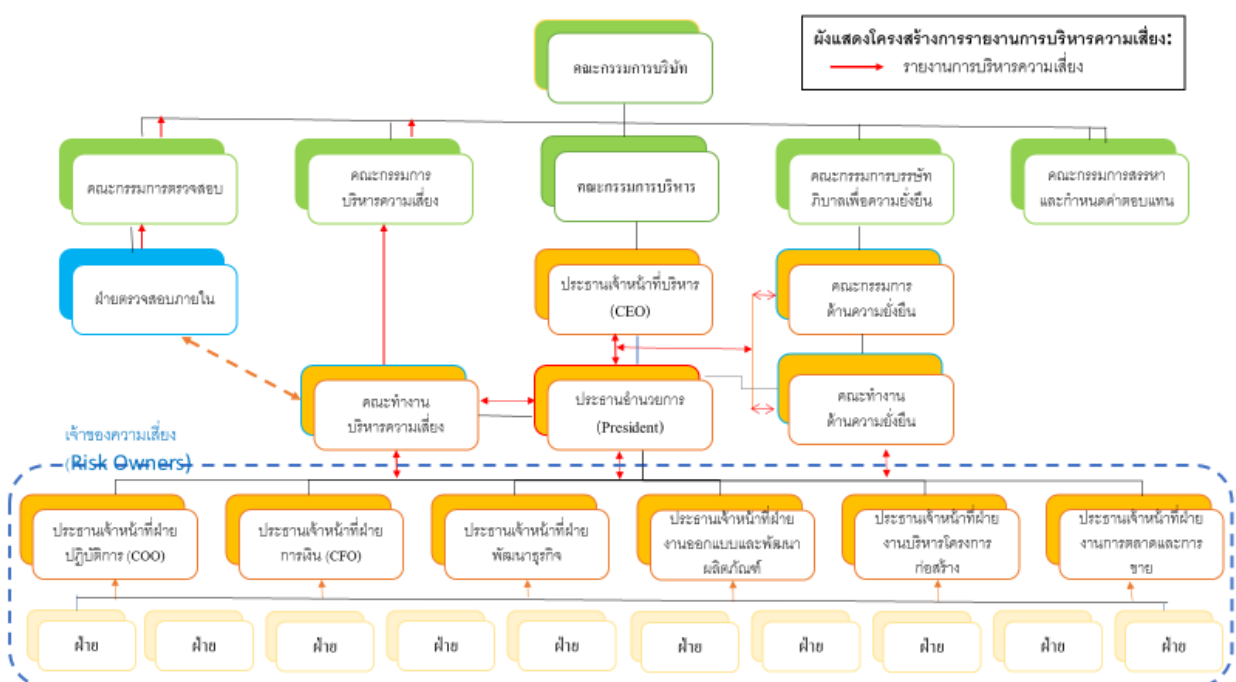 ผังแสดงโครงสร้างการรายงานการบริหารความเสี่ยง:
รายงานการบริหารความเสี่ยง
คณะกรรมการบริษัท
คณะกรรมการตรวจสอบ
คณะกรรมการ
บริหารความเสี่ยง
คณะกรรมการบริหาร
คณะกรรมการบรรษัท
ภิบาลเพื่อความยั่งยืน
คณะกรรมการสรรหา
และกำหนดค่าตอบแทน
ฝ่ายตรวจสอบภายใน
ประธานเจ้าหน้าที่บริหาร
(CEO)
คณะกรรมการ
ด้านความยั่งยืน
คณะทำงาน
บริหารความเสี่ยง
ประธานอำนวยการ
(President)
คณะทำงาน
ด้านความยั่งยืน
เจ้าของความเสี่ยง
(Risk Owners)
ประธานเจ้าหน้าที่ฝ่าย
ปฏิบัติการ (COO)
ประธานเจ้าหน้าที่ฝ่าย
การเงิน (CFO)
ประธานเจ้าหน้าที่ฝ่าย
พัฒนาธุรกิจ
ประธานเจ้าหน้าที่ฝ่าย
งานออกแบบและพัฒนา
ผลิตภัณฑ์
ประธานเจ้าหน้าที่ฝ่าย
งานบริหารโครงการ
ก่อสร้าง
ประธานเจ้าหน้าที่ฝ่าย
งานการตลาดและการ
ขาย
ฝ่าย
ฝ่าย
ฝ่าย
ฝ่าย
ฝ่าย
ฝ่าย
ฝ่าย
ฝ่าย
ฝ่าย
ฝ่าย